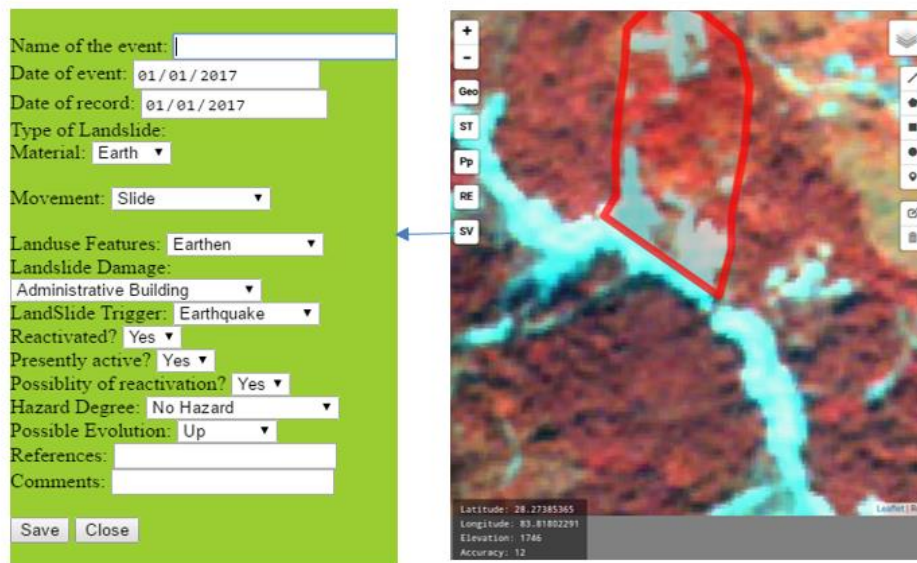 Name of the event:
Date of event: 01/01/2017
Date of record: 01/01/2017
Type of Landslide:
Material: Earth
Movement: Slide
Landuse Features: Earthen
Landslide Damage:
Administrative Building
LandSlide Trigger: Earthquake
Reactivated? Yes
Presently active? Yes
Possiblity of reactivation? Yes
Hazard Degree: No Hazard
Possible Evolution: Up
References:
Comments:
Save Close
+
-
Geo
ST
Pp
RE
SV
Latitude: 28.27385365
Longitude: 83.81802291
Elevation: 1746
Accuracy: 12
Leaflet | R